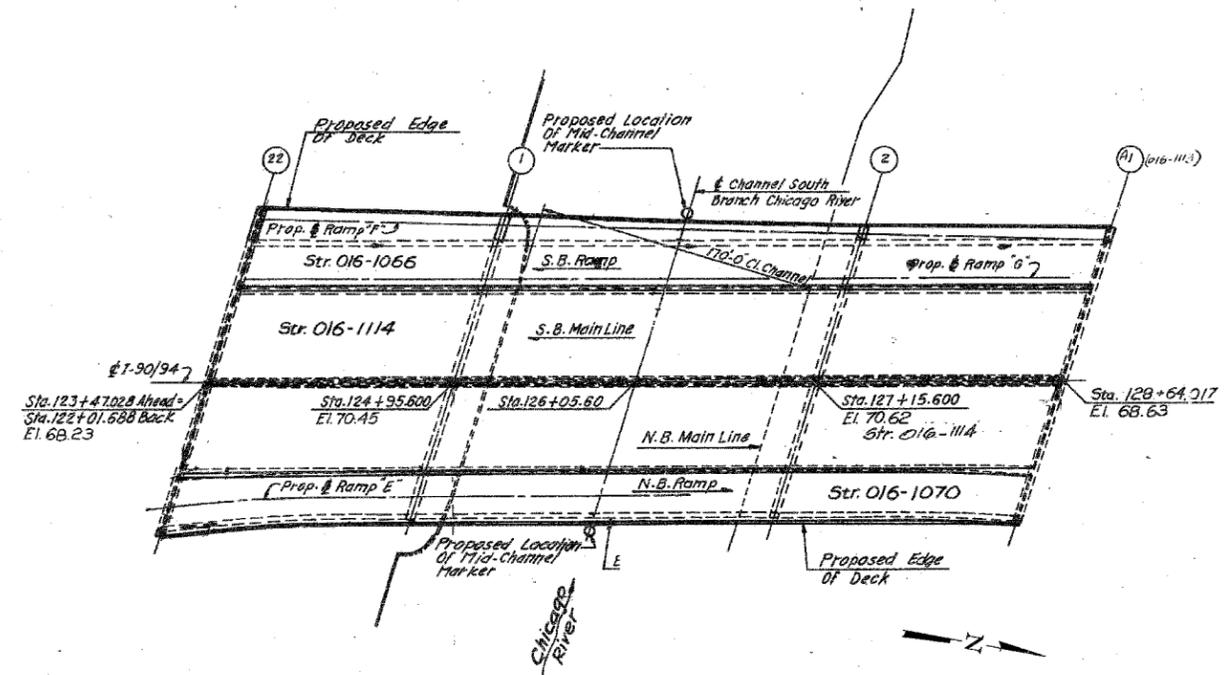 Proposed Edge
Of Deck
Proposed Location
Of Mid-Channel
Marker
22
1
2
A1 (016-1113)
℄ Channel South
Branch Chicago River
Prop. ℄ Ramp "F"
Str. 016-1066
S.B. Ramp
170'-0" Cl. Channel
Prop. ℄ Ramp "G"
Str. 016-1114
S.B. Main Line
℄ I-90/94
Sta. 123+47.028 Ahead=
Sta. 122+01.688 Back
El. 68.23
Sta. 124+95.600
El. 70.45
Sta. 126+05.60
Sta. 127+15.600
El. 70.62
Str. 016-1114
Sta. 128+64.017
El. 68.63
N.B. Main Line
Prop. ℄ Ramp "E"
N.B. Ramp
Str. 016-1070
Proposed Location
Of Mid-Channel
Marker
E
Proposed Edge
Of Deck
Chicago
River
N